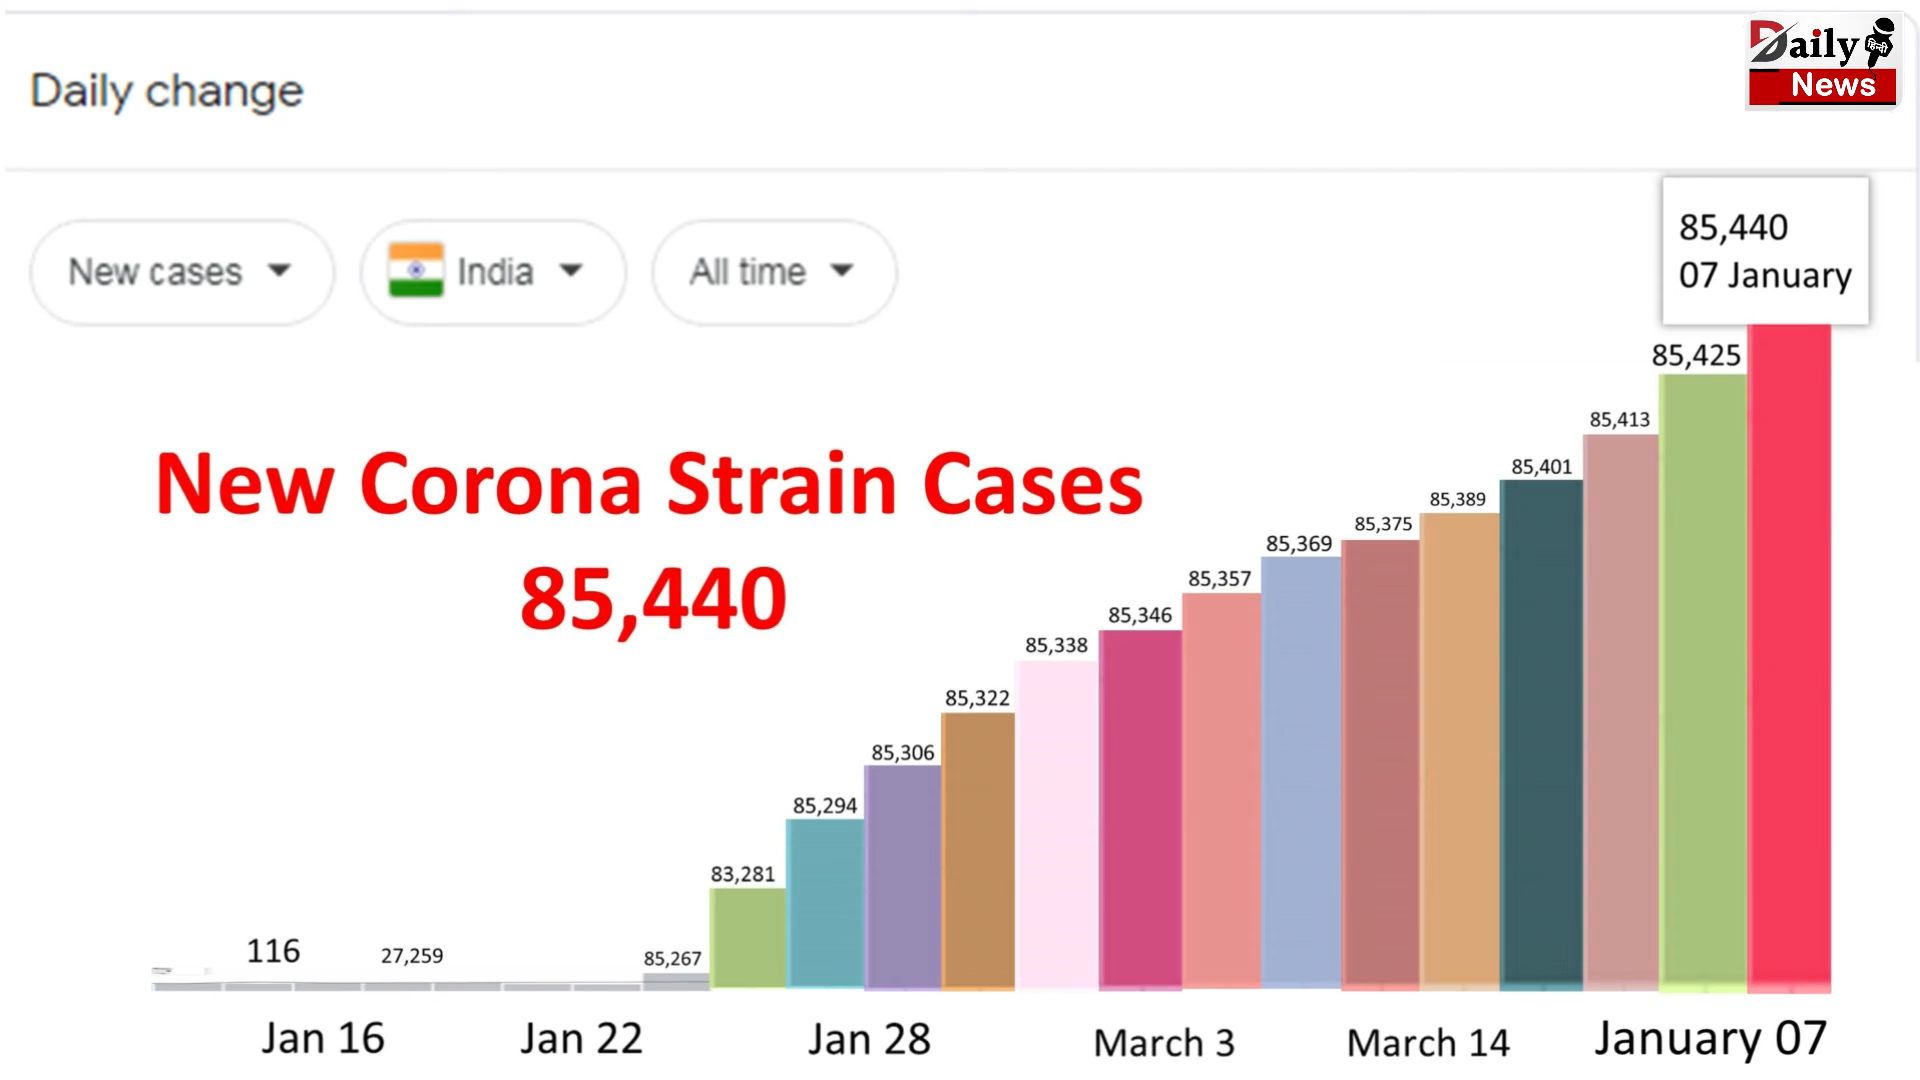 Daily change
Daily हिन्दी
News
New cases
India
All time
85,440
07 January
85,425
85,413
85,401
85,389
85,375
85,369
85,357
85,346
85,338
85,322
85,306
85,294
83,281
85,267
27,259
116
New Corona Strain Cases
85,440
Jan 16
Jan 22
Jan 28
March 3
March 14
January 07